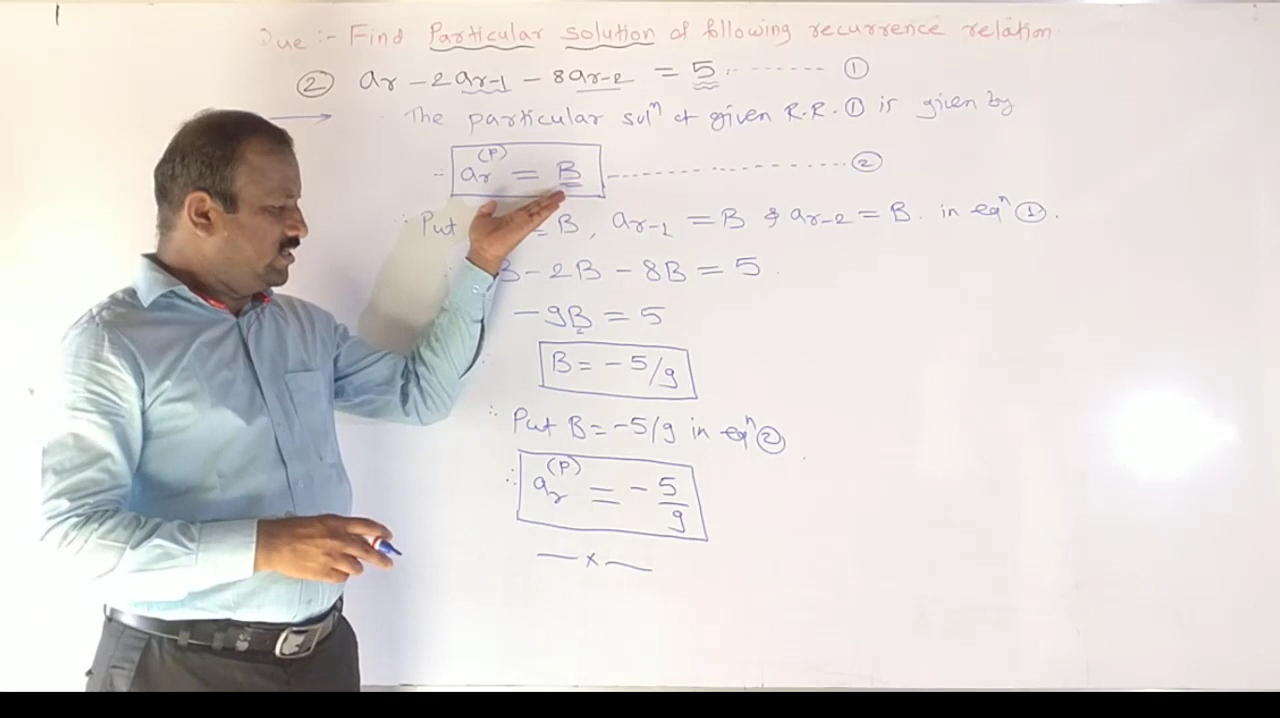 Que :- Find Particular solution of following recurrence relation
② ar - 2ar-1 - 8ar-2 = 5 ......... ①
→ The particular solⁿ of given R.R. ① is given by
∴ ar(P) = B ......... ②
∴ Put = B, ar-1 = B & ar-2 = B. in eqⁿ ①.
B - 2B - 8B = 5
-9B = 5
B = -5/9
∴ Put B = -5/9 in eqⁿ ②.
∴ ar(P) = - 5/9
— x —